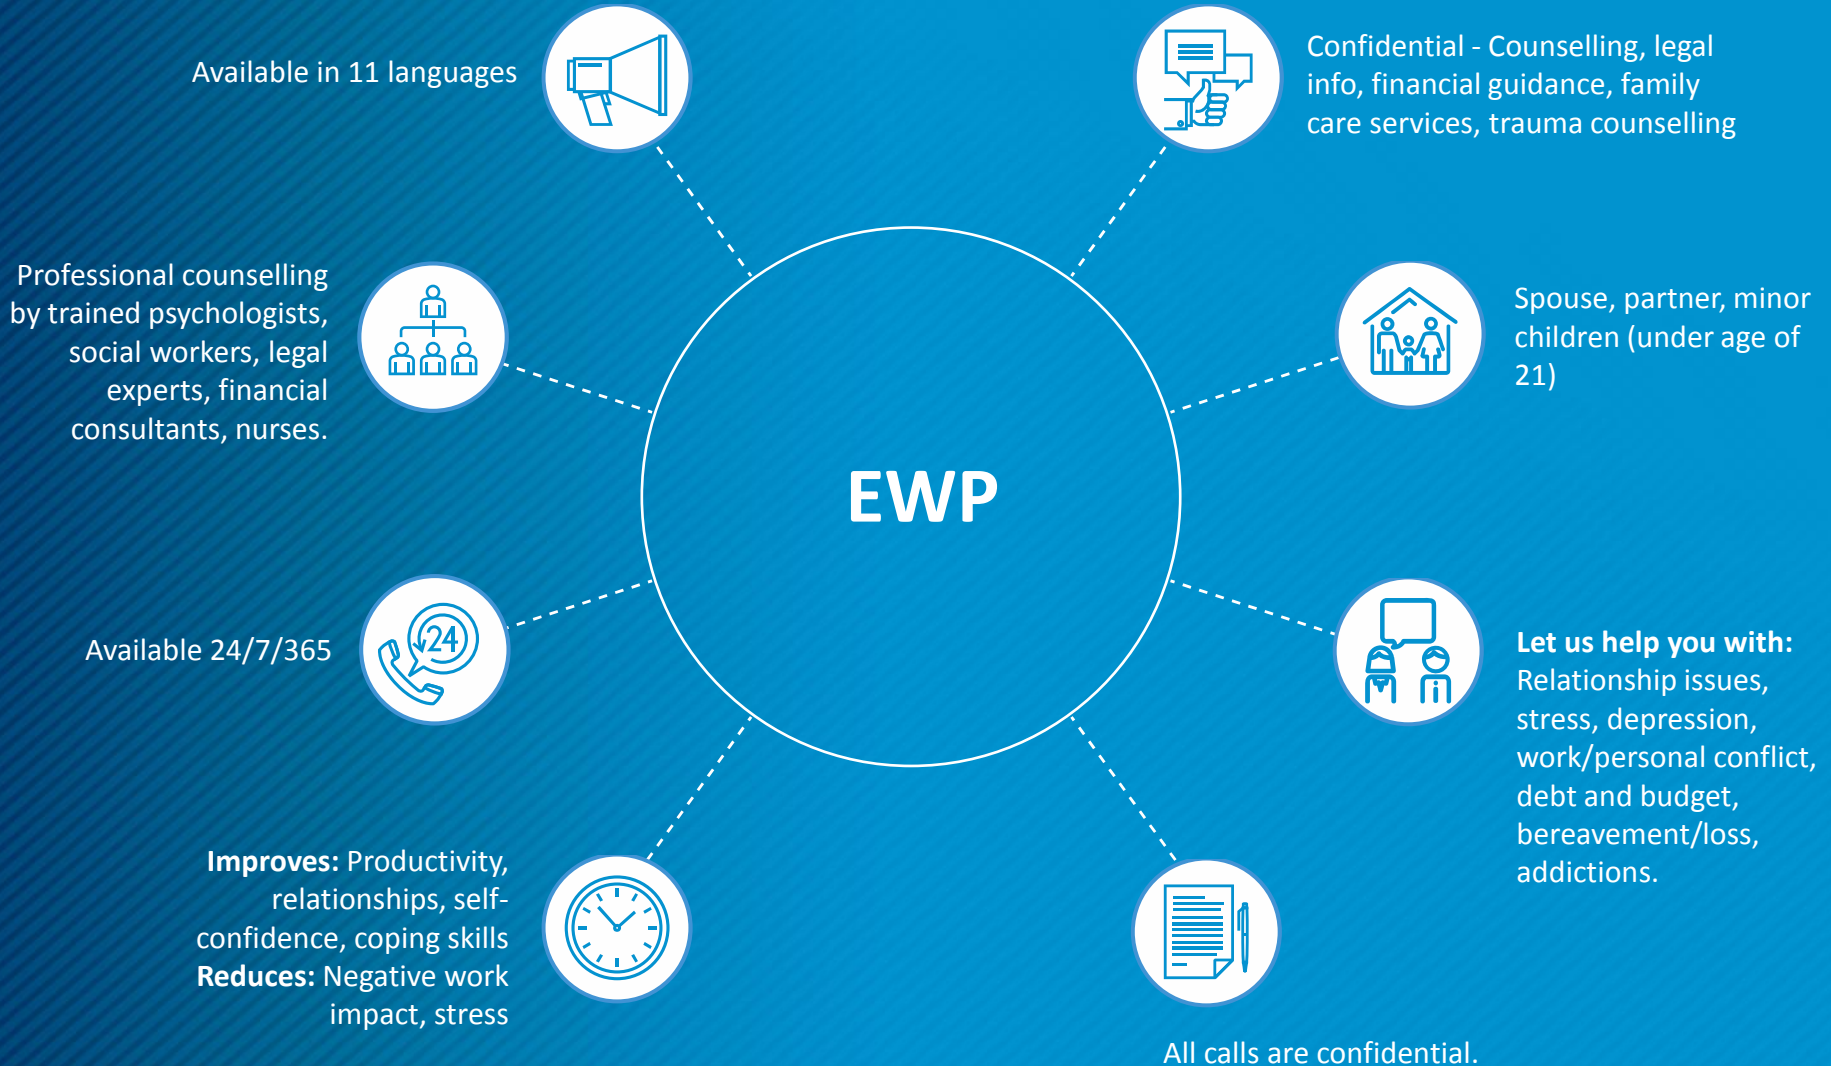 Available in 11 languages
Confidential - Counselling, legal
info, financial guidance, family
care services, trauma counselling
Professional counselling
by trained psychologists,
social workers, legal
experts, financial
consultants, nurses.
Spouse, partner, minor
children (under age of
21)
EWP
Available 24/7/365
24
Let us help you with:
Relationship issues,
stress, depression,
work/personal conflict,
debt and budget,
bereavement/loss,
addictions.
Improves: Productivity,
relationships, self-
confidence, coping skills
Reduces: Negative work
impact, stress
All calls are confidential.